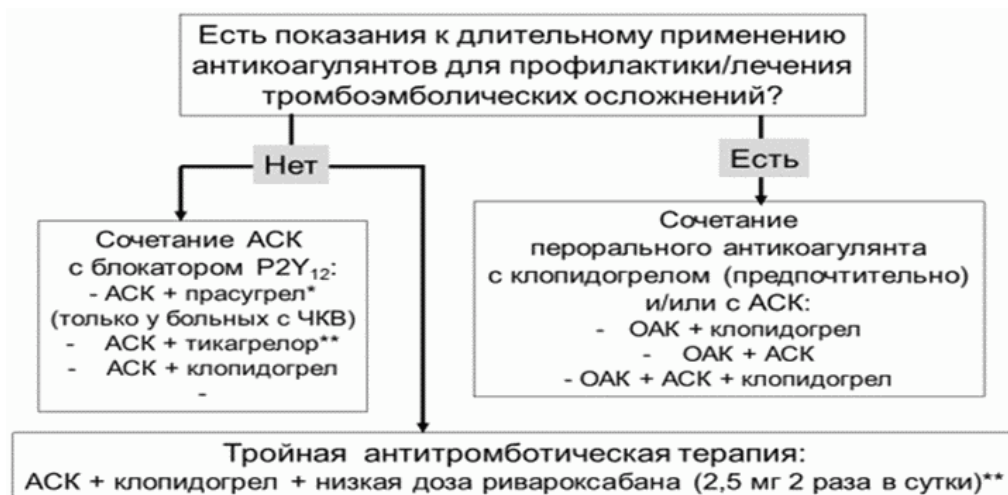 Есть показания к длительному применению
антикоагулянтов для профилактики/лечения
тромбоэмболических осложнений?
Нет
Есть
Сочетание АСК
с блокатором P2Y12:
- АСК + прасугрел*
(только у больных с ЧКВ)
- АСК + тикагрелор**
- АСК + клопидогрел
-
Сочетание
перорального антикоагулянта
с клопидогрелом (предпочтительно)
и/или с АСК:
- ОАК + клопидогрел
- ОАК + АСК
- ОАК + АСК + клопидогрел
Тройная антитромботическая терапия:
АСК + клопидогрел + низкая доза ривароксабана (2,5 мг 2 раза в сутки)**